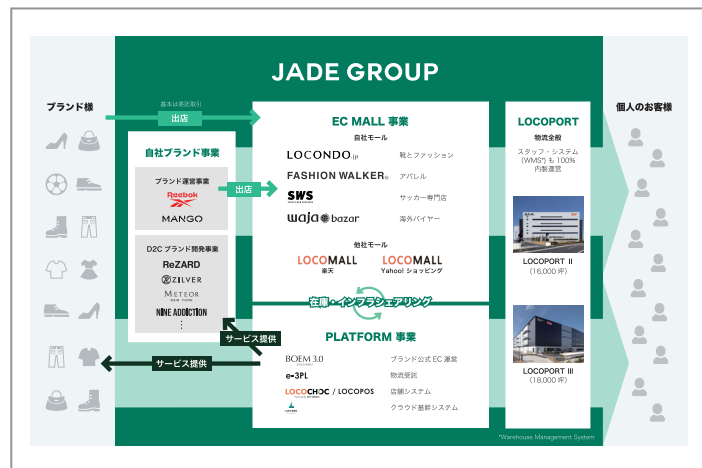 JADE GROUP
ブランド様
基本は委託取引
出店
個人のお客様
自社ブランド事業
ブランド運営事業
Reebok
MANGO
出店
D2C ブランド開発事業
ReZARD
ZILVER
METEOR
NIINE ADDICTION
⋮
EC MALL 事業
自社モール
LOCONDO.jp
靴とファッション
FASHION WALKER
アパレル
SWS
サッカー専門店
waja bazar
海外バイヤー
他社モール
LOCOMALL
楽天
LOCOMALL
Yahoo! ショッピング
在庫・インフラシェアリング
サービス提供
サービス提供
PLATFORM 事業
BOEM 3.0
ブランド公式 EC 運営
e-3PL
物流受託
LOCOCHOC / LOCOPOS
店舗システム
クラウド基幹システム
LOCOPORT
物流全般
スタッフ・システム
(WMS*) も 100%
内製運営
LOCOPORT II
(16,000 坪)
LOCOPORT III
(18,000 坪)
*Warehouse Management System